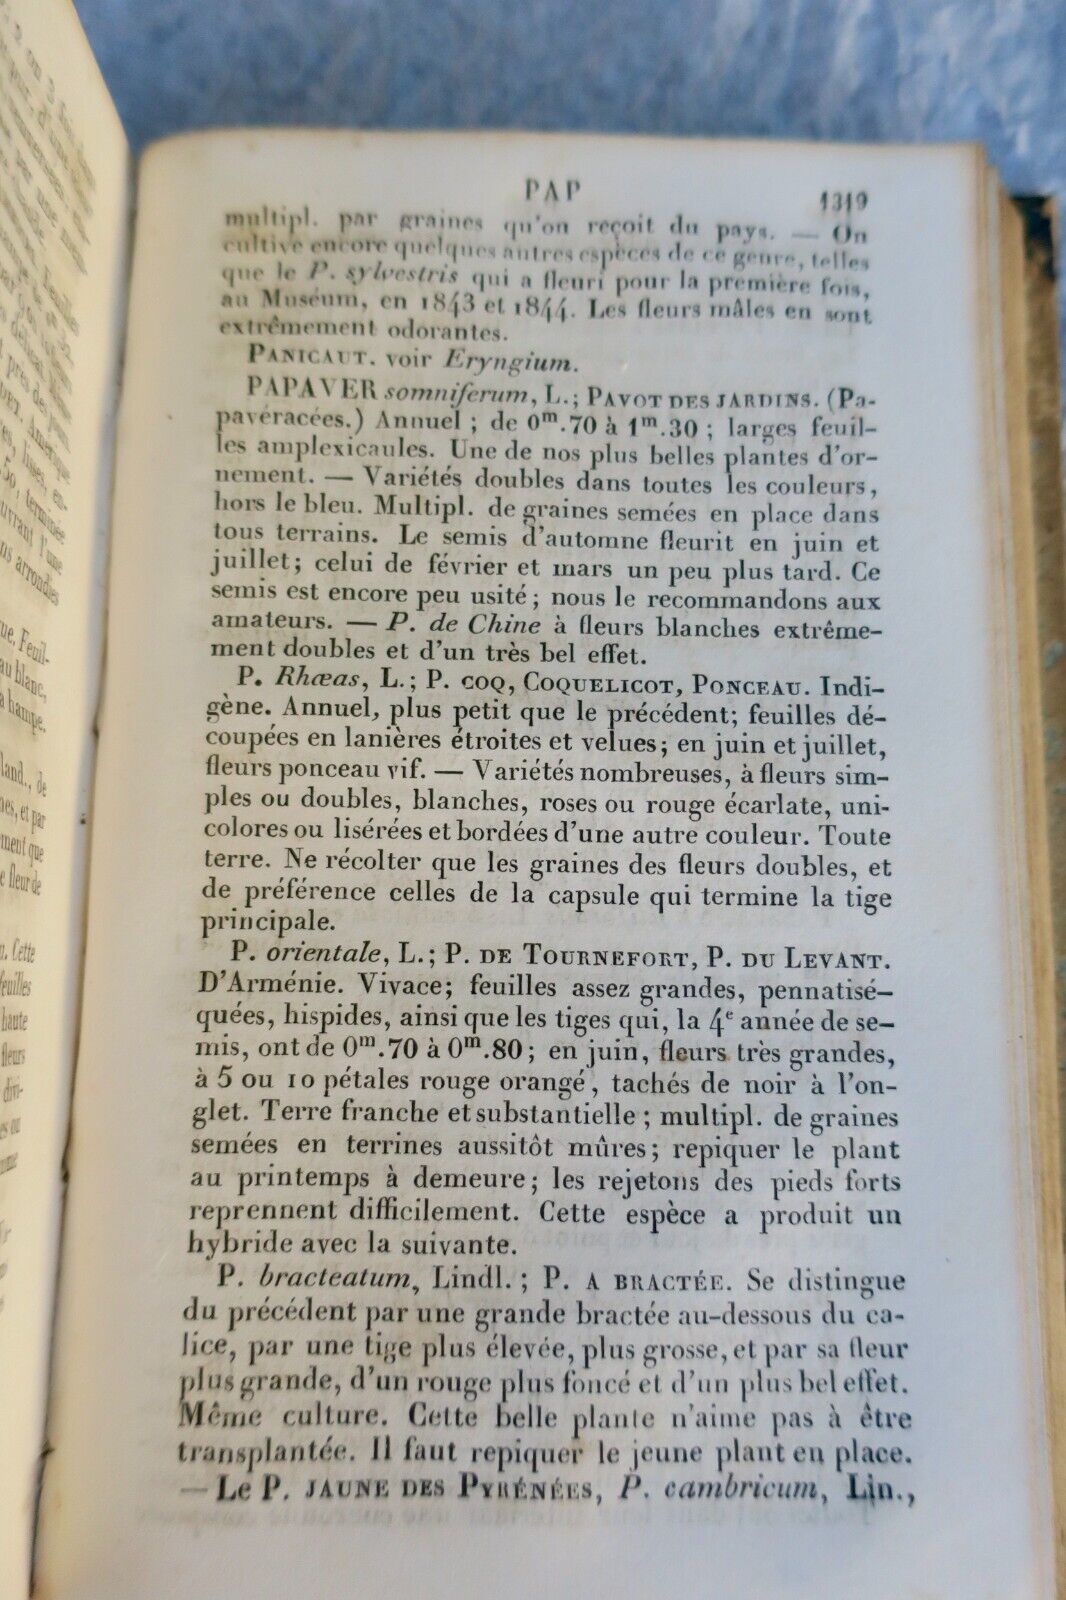 PAP 1319
multipl. par graines qu'on reçoit du pays. — On
cultive encore quelques autres espèces de ce genre, telles
que le P. sylvestris qui a fleuri pour la première fois,
au Muséum, en 1843 et 1844. Les fleurs mâles en sont
extrêmement odorantes.
PANICAUT. voir Eryngium.
PAPAVER somniferum, L.; PAVOT DES JARDINS. (Pa-
pavéracées.) Annuel ; de 0m.70 à 1m.30 ; larges feuil-
les amplexicaules. Une de nos plus belles plantes d'or-
nement. — Variétés doubles dans toutes les couleurs,
hors le bleu. Multipl. de graines semées en place dans
tous terrains. Le semis d'automne fleurit en juin et
juillet; celui de février et mars un peu plus tard. Ce
semis est encore peu usité ; nous le recommandons aux
amateurs. — P. de Chine à fleurs blanches extrême-
ment doubles et d'un très bel effet.
P. Rhœas, L.; P. COQ, COQUELICOT, PONCEAU. Indi-
gène. Annuel, plus petit que le précédent; feuilles dé-
coupées en lanières étroites et velues; en juin et juillet,
fleurs ponceau vif. — Variétés nombreuses, à fleurs sim-
ples ou doubles, blanches, roses ou rouge écarlate, uni-
colores ou lisérées et bordées d'une autre couleur. Toute
terre. Ne récolter que les graines des fleurs doubles, et
de préférence celles de la capsule qui termine la tige
principale.
P. orientale, L.; P. DE TOURNEFORT, P. DU LEVANT.
D'Arménie. Vivace; feuilles assez grandes, pennatisé-
quées, hispides, ainsi que les tiges qui, la 4e année de se-
mis, ont de 0m.70 à 0m.80 ; en juin, fleurs très grandes,
à 5 ou 10 pétales rouge orangé, tachés de noir à l'on-
glet. Terre franche et substantielle ; multipl. de graines
semées en terrines aussitôt mûres; repiquer le plant
au printemps à demeure; les rejetons des pieds forts
reprennent difficilement. Cette espèce a produit un
hybride avec la suivante.
P. bracteatum, Lindl. ; P. A BRACTÉE. Se distingue
du précédent par une grande bractée au-dessous du ca-
lice, par une tige plus élevée, plus grosse, et par sa fleur
plus grande, d'un rouge plus foncé et d'un plus bel effet.
Même culture. Cette belle plante n'aime pas à être
transplantée. Il faut repiquer le jeune plant en place.
— Le P. JAUNE DES PYRÉNÉES, P. cambricum, Lin.,